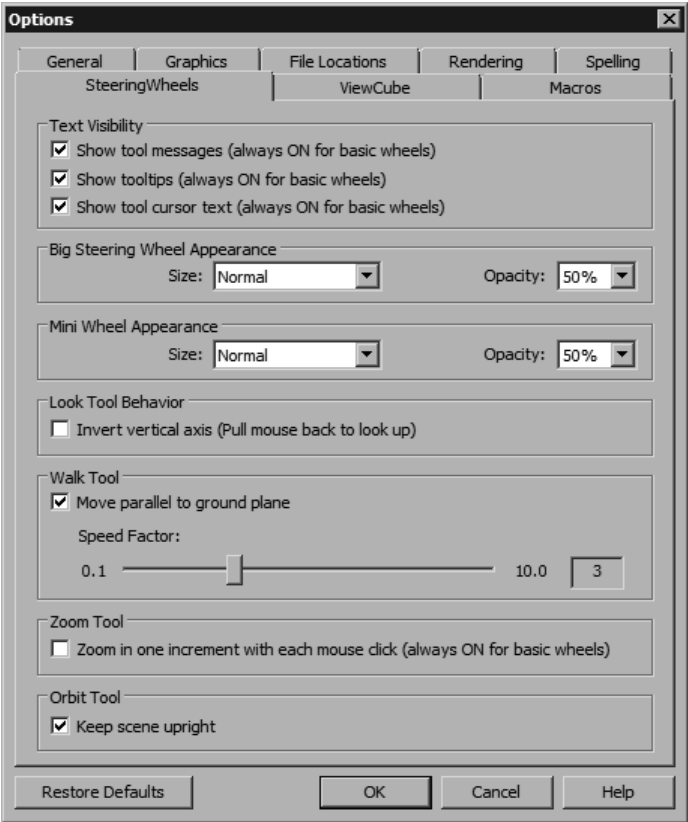 Options
General Graphics File Locations Rendering Spelling
SteeringWheels ViewCube Macros
Text Visibility
Show tool messages (always ON for basic wheels)
Show tooltips (always ON for basic wheels)
Show tool cursor text (always ON for basic wheels)
Big Steering Wheel Appearance
Size: Normal Opacity: 50%
Mini Wheel Appearance
Size: Normal Opacity: 50%
Look Tool Behavior
Invert vertical axis (Pull mouse back to look up)
Walk Tool
Move parallel to ground plane
Speed Factor:
0.1 10.0 3
Zoom Tool
Zoom in one increment with each mouse click (always ON for basic wheels)
Orbit Tool
Keep scene upright
Restore Defaults OK Cancel Help